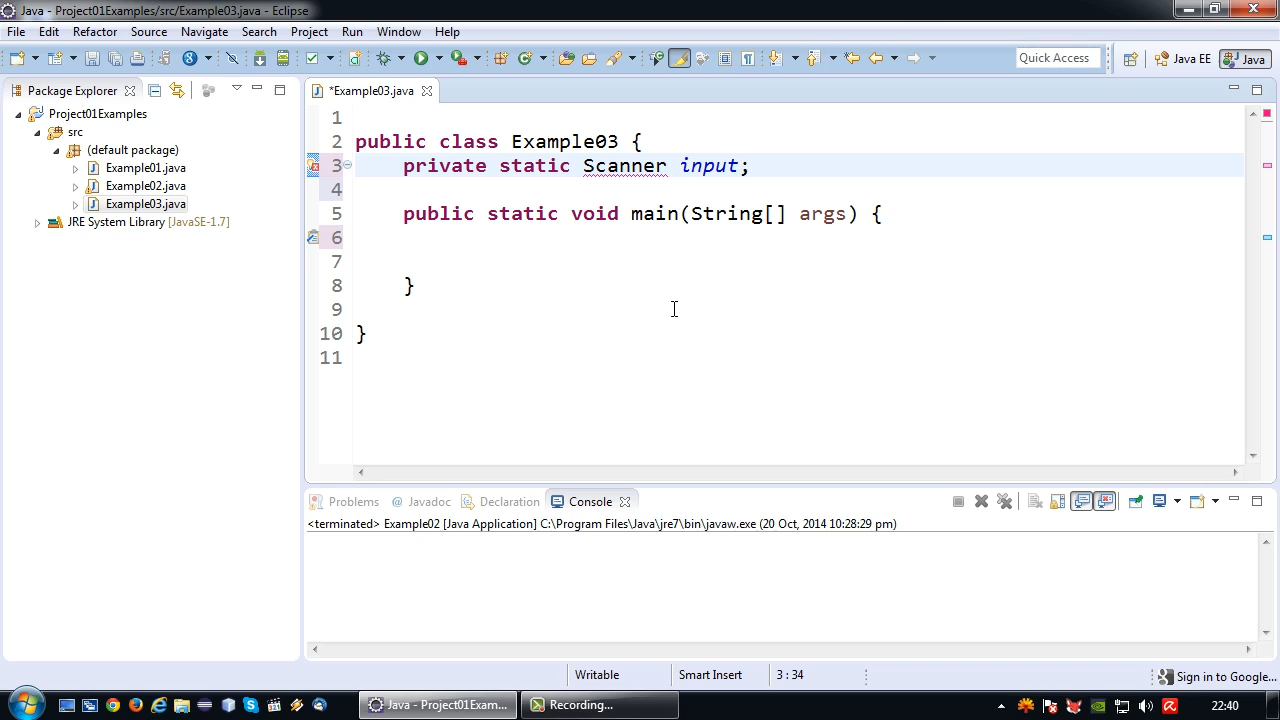 Java - Project01Examples/src/Example03.java - Eclipse
File Edit Refactor Source Navigate Search Project Run Window Help
Quick Access
Java EE
Java
Package Explorer
Project01Examples
src
(default package)
Example01.java
Example02.java
Example03.java
JRE System Library [JavaSE-1.7]
*Example03.java
1
2 public class Example03 {
3 private static Scanner input;
4
5 public static void main(String[] args) {
6
7
8 }
9
10 }
11
Problems @ Javadoc Declaration Console
<terminated> Example02 [Java Application] C:\Program Files\Java\jre7\bin\javaw.exe (20 Oct, 2014 10:28:29 pm)
Writable Smart Insert 3 : 34 Sign in to Google...
Java - Project01Exam... Recording... 22:40